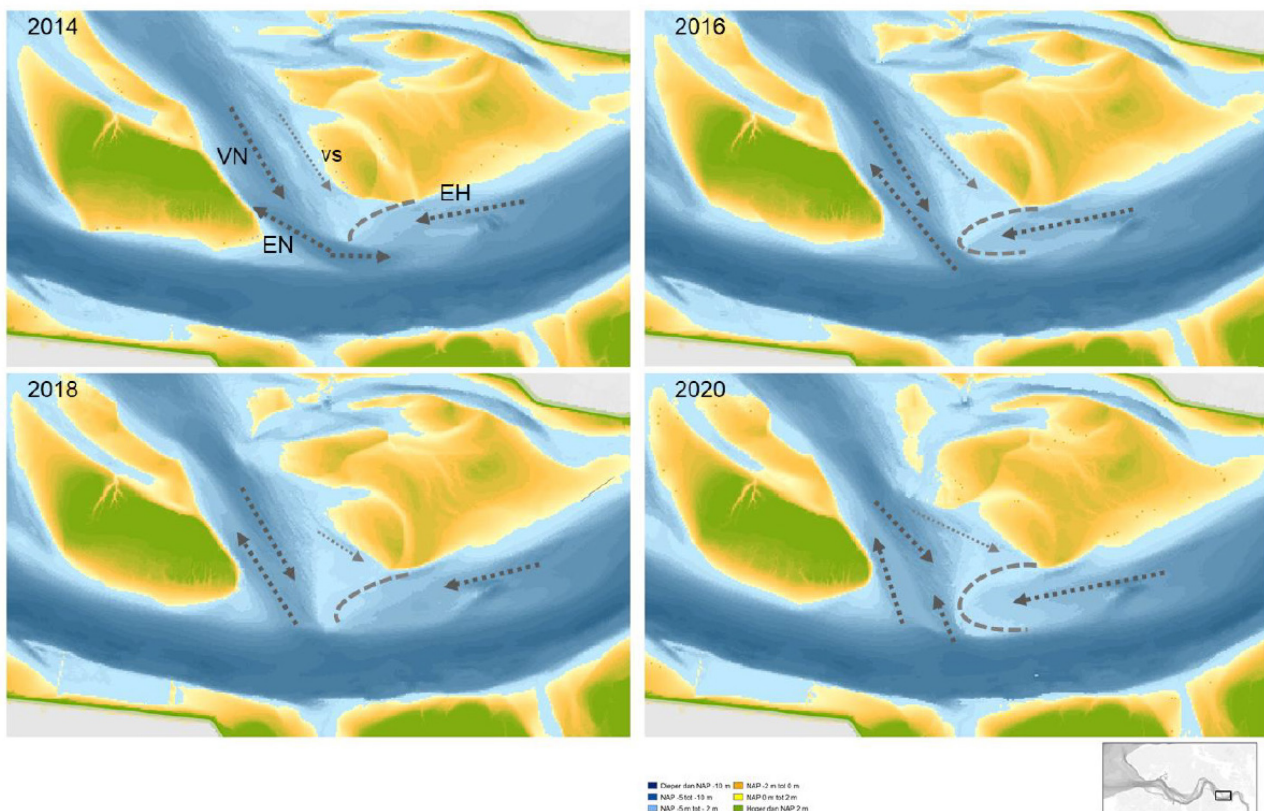 2014
2016
VN
vs
EH
EN
2018
2020
Dieper dan NAP -10 m
NAP -2 m tot 0 m
NAP -5 tot -10 m
NAP 0 m tot 2 m
NAP -5 m tot - 2 m
Hoger dan NAP 2 m